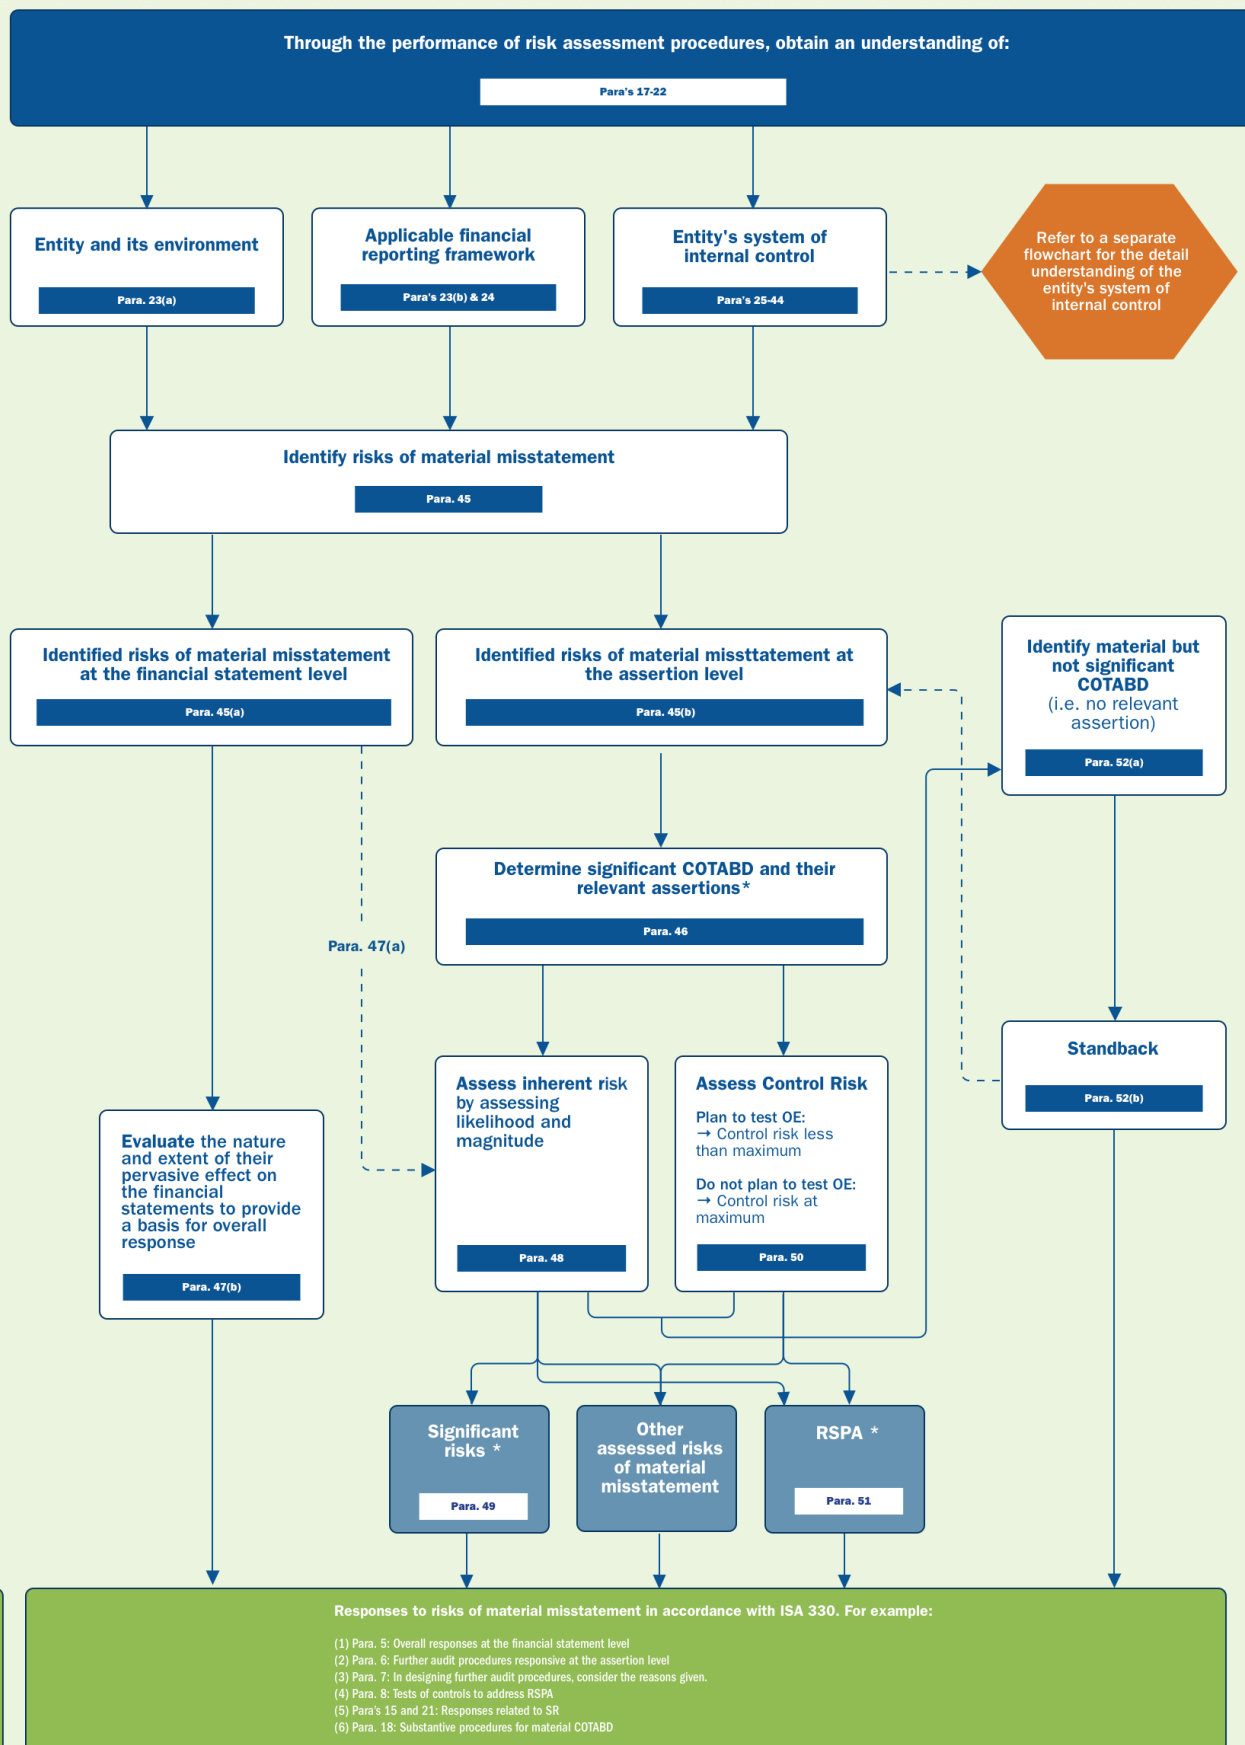 Through the performance of risk assessment procedures, obtain an understanding of:
Para's 17-22
Entity and its environment
Para. 23(a)
Applicable financial
reporting framework
Para's 23(b) & 24
Entity's system of
internal control
Para's 25-44
Refer to a separate
flowchart for the detail
understanding of the
entity's system of
internal control
Identify risks of material misstatement
Para. 45
Identified risks of material misstatement
at the financial statement level
Para. 45(a)
Identified risks of material missttatement at
the assertion level
Para. 45(b)
Identify material but
not significant
COTABD
(i.e. no relevant
assertion)
Para. 52(a)
Determine significant COTABD and their
relevant assertions*
Para. 46
Para. 47(a)
Standback
Para. 52(b)
Evaluate the nature
and extent of their
pervasive effect on
the financial
statements to provide
a basis for overall
response
Para. 47(b)
Assess inherent risk
by assessing
likelihood and
magnitude
Para. 48
Assess Control Risk
Plan to test OE:
→ Control risk less
than maximum
Do not plan to test OE:
→ Control risk at
maximum
Para. 50
Significant
risks *
Para. 49
Other
assessed risks
of material
misstatement
RSPA *
Para. 51
Responses to risks of material misstatement in accordance with ISA 330. For example:
(1) Para. 5: Overall responses at the financial statement level
(2) Para. 6: Further audit procedures responsive at the assertion level
(3) Para. 7: In designing further audit procedures, consider the reasons given.
(4) Para. 8: Tests of controls to address RSPA
(5) Para's 15 and 21: Responses related to SR
(6) Para. 18: Substantive procedures for material COTABD